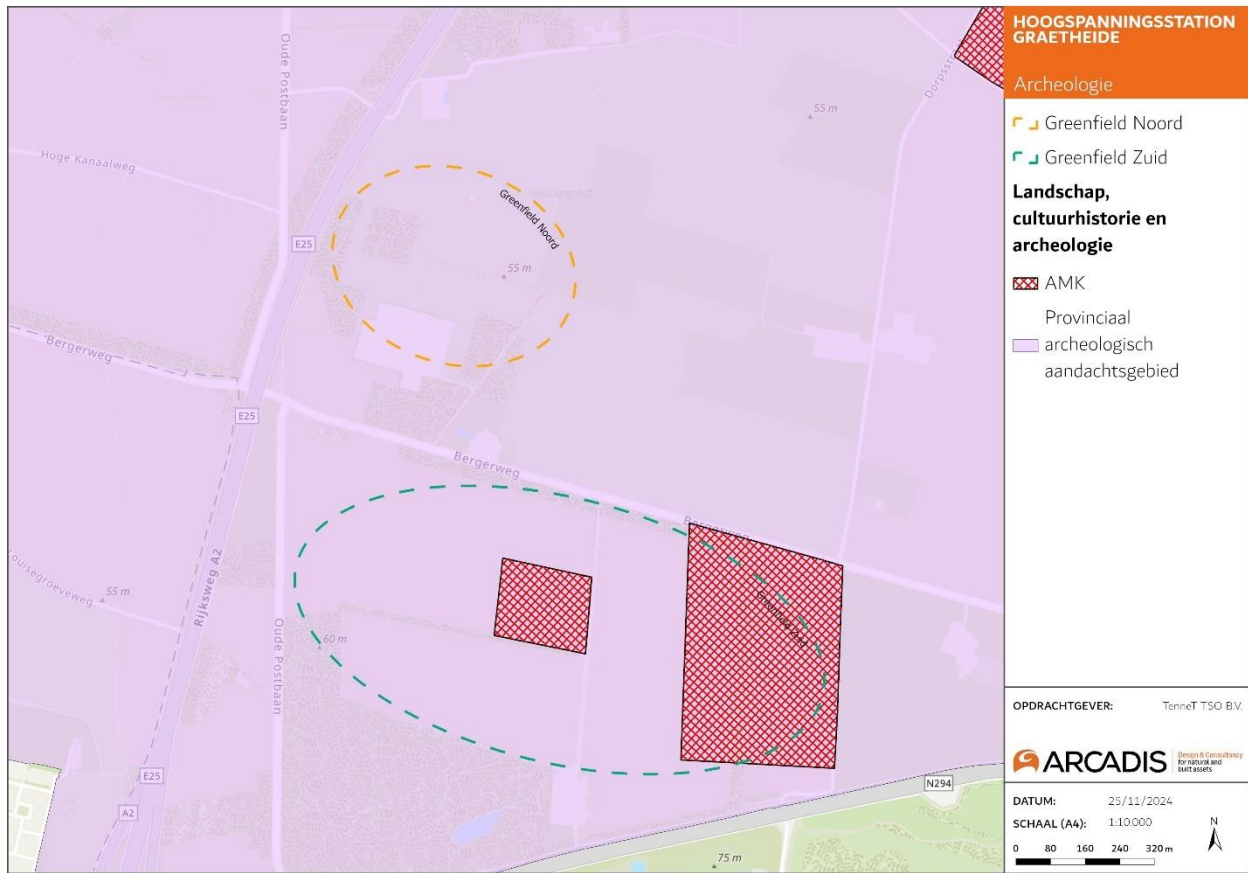 Oude Postbaan
Dorpsstr
55 m
Hoge Kanaalweg
Greenfield Noord
E25
55 m
Bergerweg
E25
Bergerweg
Bergerweg
Louisegroeveweg
55 m
Rijksweg A2
Oude Postbaan
60 m
Greenfield Zuid
E25
A2
N294
75 m
HOOGSPANNINGSSTATION
GRAETHEIDE
Archeologie
Greenfield Noord
Greenfield Zuid
Landschap,
cultuurhistorie en
archeologie
AMK
Provinciaal
archeologisch
aandachtsgebied
OPDRACHTGEVER: TenneT TSO B.V.
ARCADIS
Design & Consultancy
for natural and
built assets
DATUM: 25/11/2024
SCHAAL (A4): 1:10.000
N
0 80 160 240 320 m